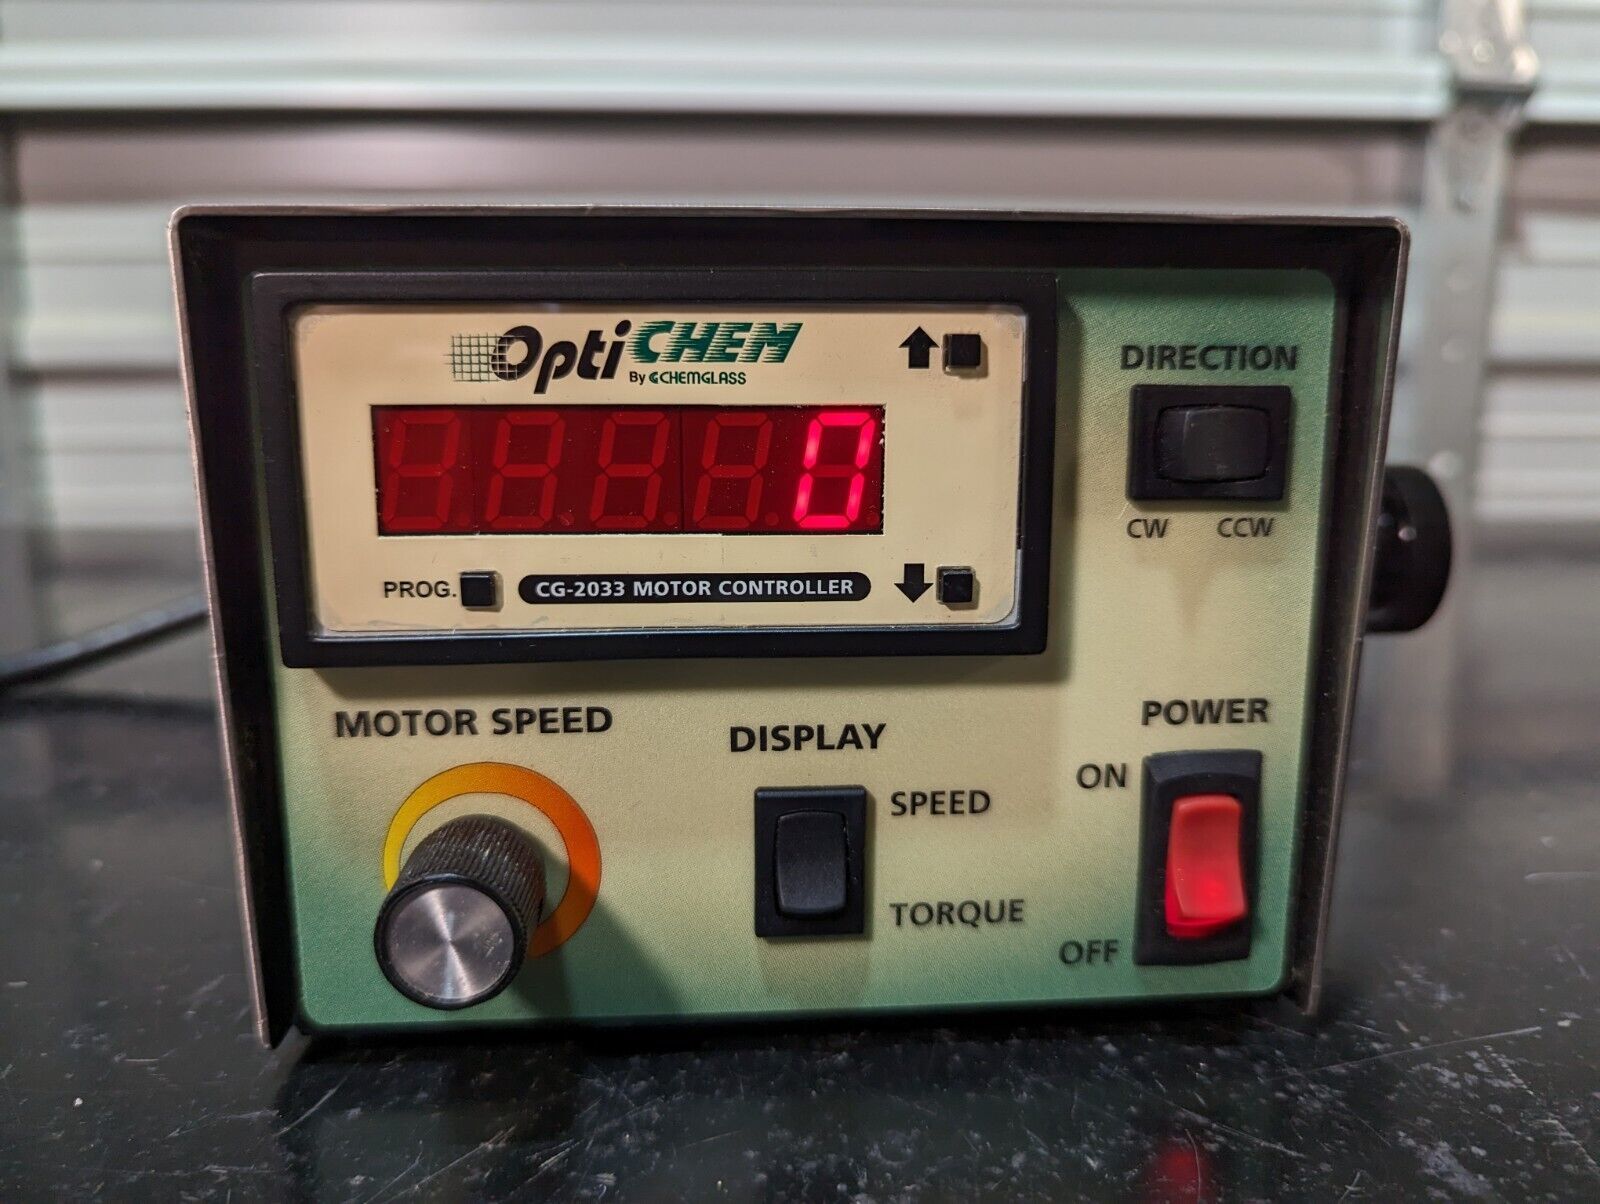 OptiCHEM
By CHEMGLASS
0
PROG.
CG-2033 MOTOR CONTROLLER
DIRECTION
CW CCW
MOTOR SPEED
DISPLAY
SPEED
TORQUE
POWER
ON
OFF